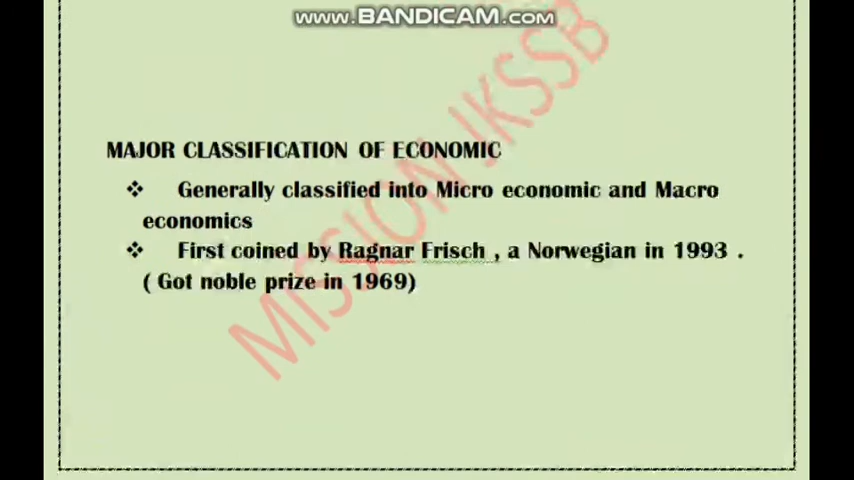 www.BANDICAM.com
MAJOR CLASSIFICATION OF ECONOMIC
❖ Generally classified into Micro economic and Macro
economics
❖ First coined by Ragnar Frisch , a Norwegian in 1993 .
( Got noble prize in 1969)
MISSION JKSSB